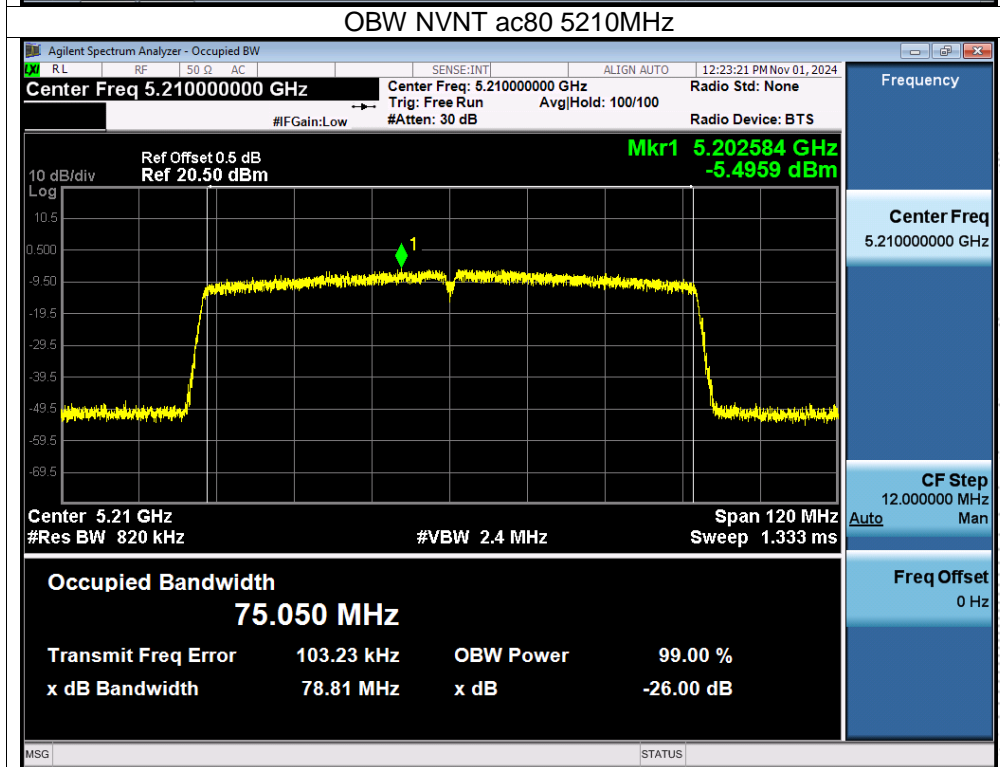 OBW NVNT ac80 5210MHz
Agilent Spectrum Analyzer - Occupied BW
LXI RL RF 50 Ω AC SENSE:INT ALIGN AUTO 12:23:21 PM Nov 01, 2024
Center Freq 5.210000000 GHz
Center Freq: 5.210000000 GHz Radio Std: None
Trig: Free Run Avg|Hold: 100/100
#IFGain:Low #Atten: 30 dB Radio Device: BTS
Mkr1 5.202584 GHz
-5.4959 dBm
Ref Offset 0.5 dB
10 dB/div Ref 20.50 dBm
Log
10.5
0.500
-9.50
-19.5
-29.5
-39.5
-49.5
-59.5
-69.5
1
Center 5.21 GHz Span 120 MHz
#Res BW 820 kHz #VBW 2.4 MHz Sweep 1.333 ms
Occupied Bandwidth
75.050 MHz
Transmit Freq Error 103.23 kHz OBW Power 99.00 %
x dB Bandwidth 78.81 MHz x dB -26.00 dB
Frequency
Center Freq
5.210000000 GHz
CF Step
12.000000 MHz
Auto Man
Freq Offset
0 Hz
MSG STATUS